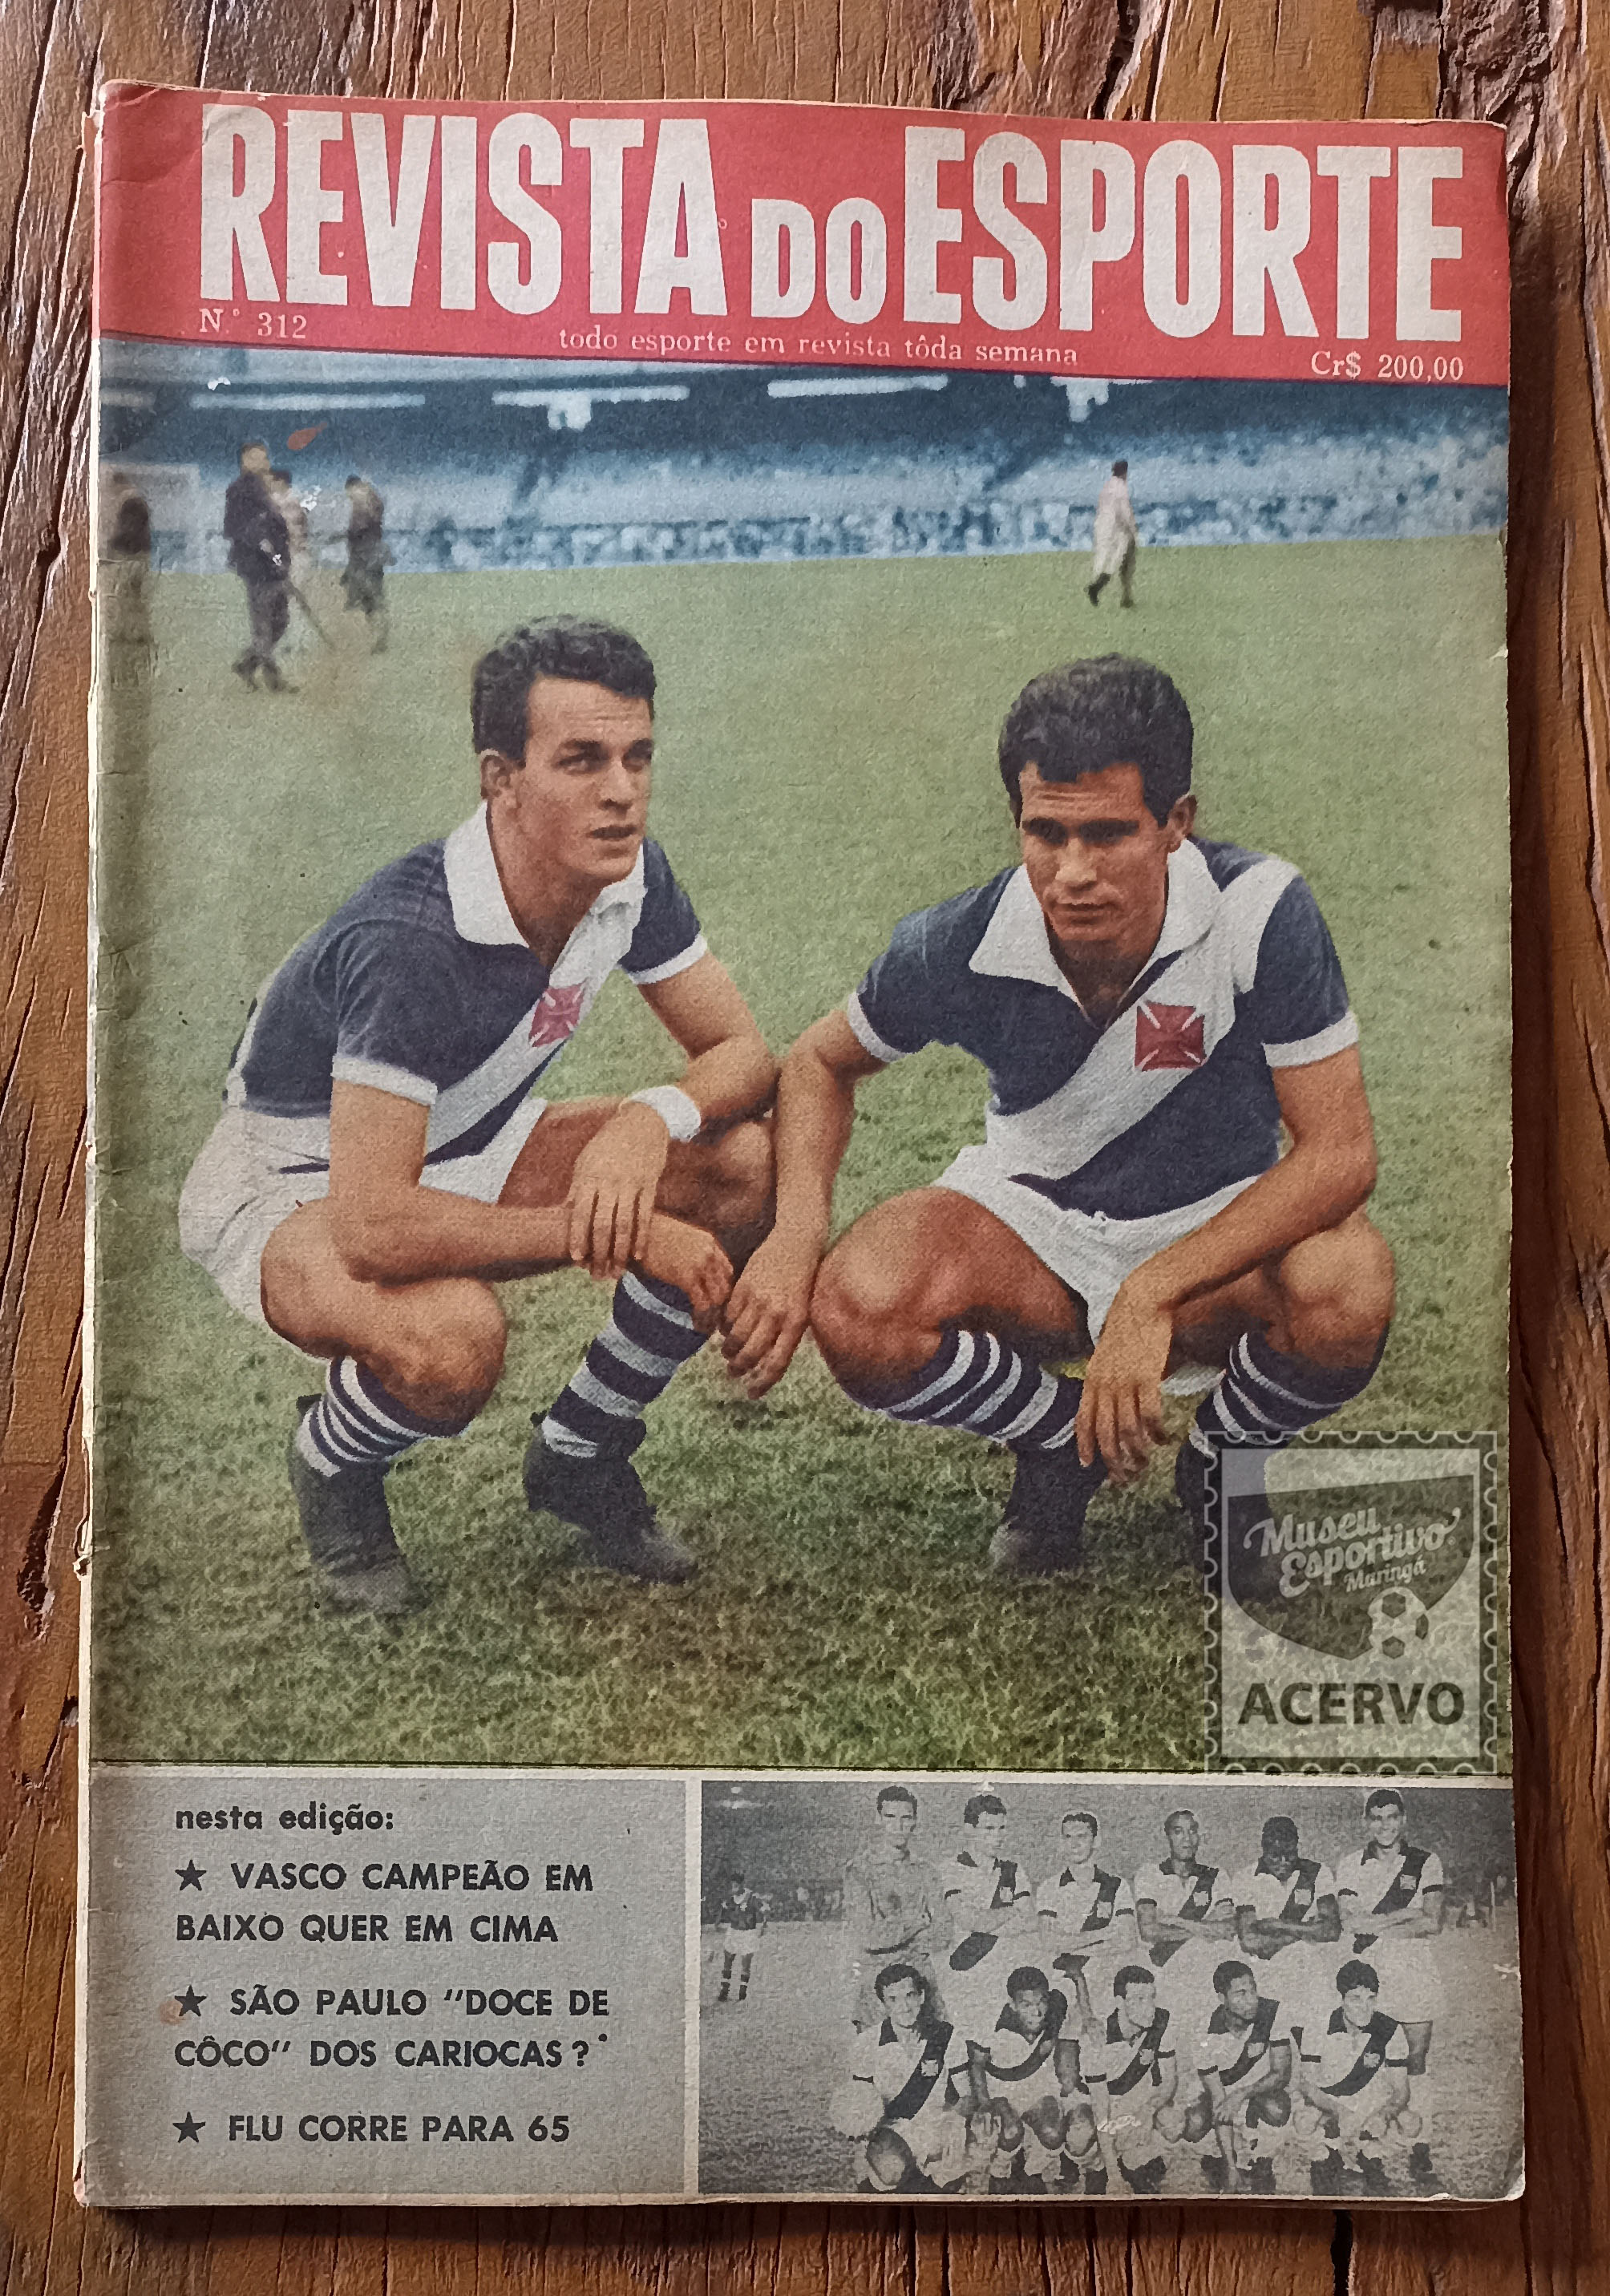 REVISTA DO ESPORTE
N.º 312
todo esporte em revista tôda semana
Cr$ 200,00
Museu
Esportivo
Maringá
ACERVO
nesta edição:
★ VASCO CAMPEÃO EM
BAIXO QUER EM CIMA
★ SÃO PAULO "DOCE DE
CÔCO" DOS CARIOCAS?
★ FLU CORRE PARA 65